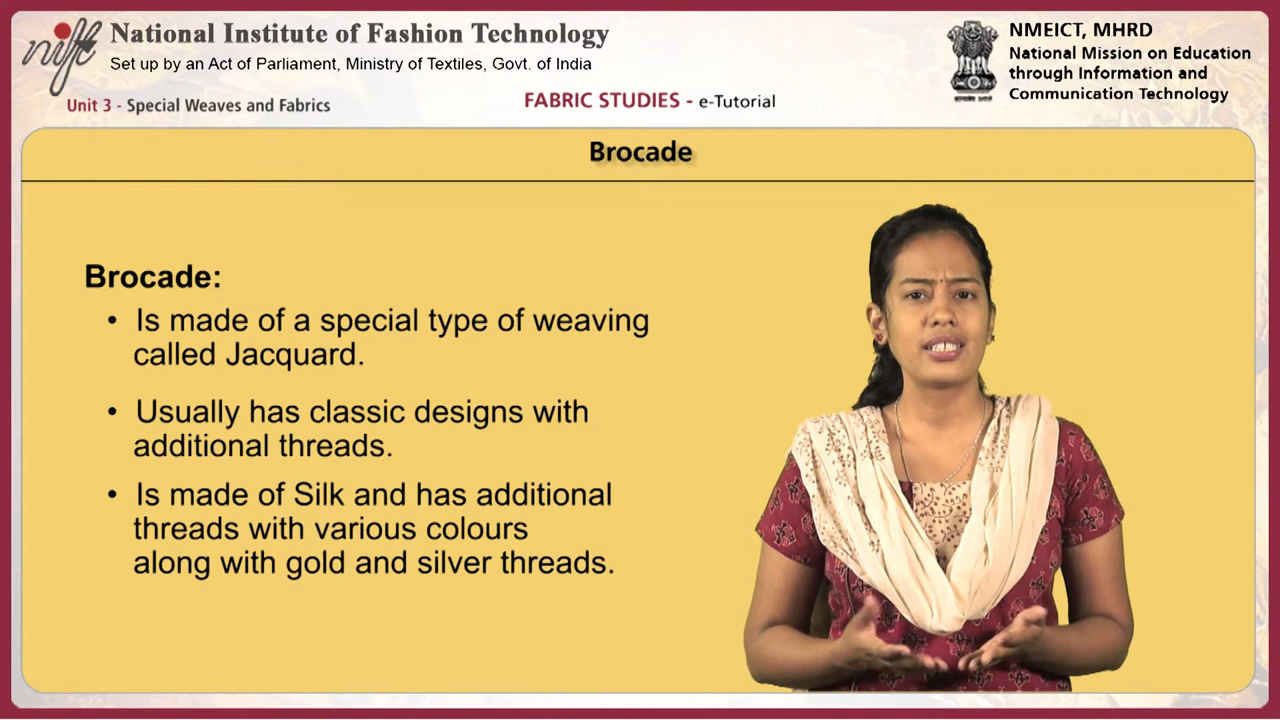 nift
National Institute of Fashion Technology
Set up by an Act of Parliament, Ministry of Textiles, Govt. of India
NMEICT, MHRD
National Mission on Education
through Information and
Communication Technology
Unit 3 - Special Weaves and Fabrics
FABRIC STUDIES - e-Tutorial
Brocade
Brocade:
• Is made of a special type of weaving
called Jacquard.
• Usually has classic designs with
additional threads.
• Is made of Silk and has additional
threads with various colours
along with gold and silver threads.